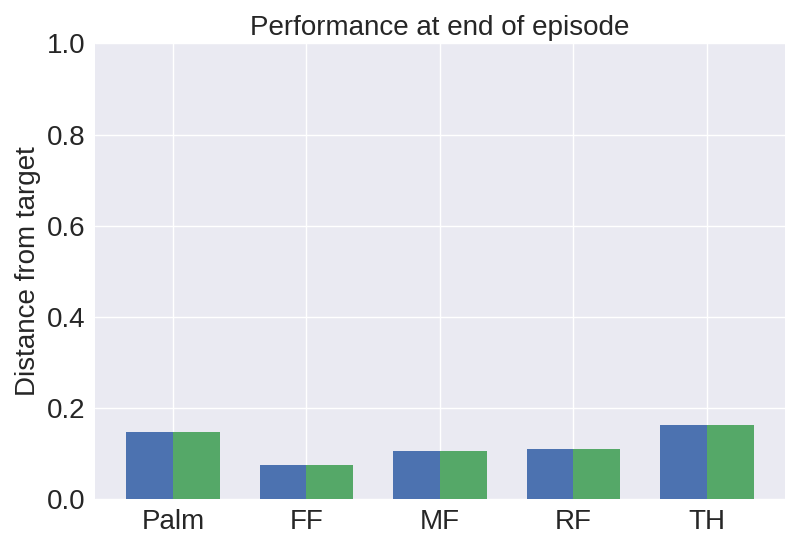 Performance at end of episode
Distance from target
1.0
0.8
0.6
0.4
0.2
0.0
Palm FF MF RF TH